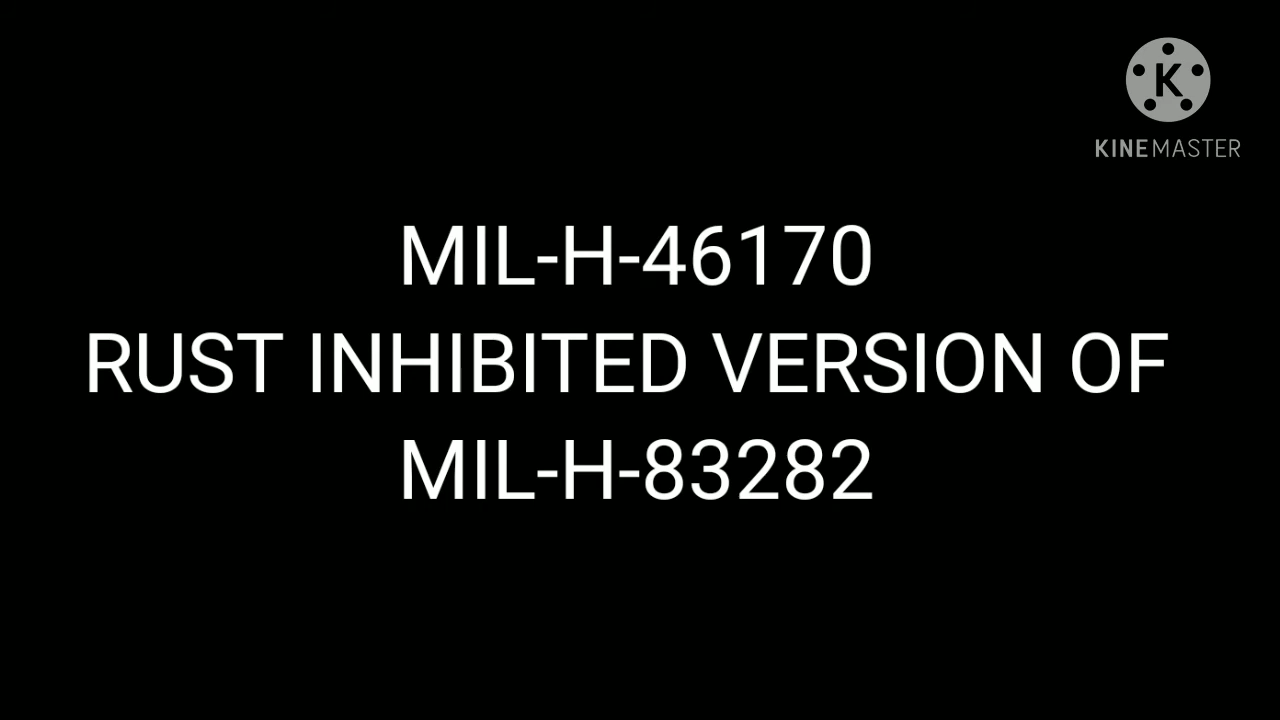 K
KINEMASTER
MIL-H-46170
RUST INHIBITED VERSION OF
MIL-H-83282